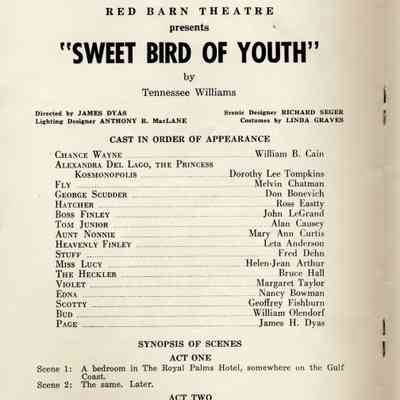 RED BARN THEATRE
presents
"SWEET BIRD OF YOUTH"
by
Tennessee Williams
Directed by JAMES DYAS Scenic Designer RICHARD SEGER
Lighting Designer ANTHONY R. MacLANE Costumes by LINDA GRAVES
CAST IN ORDER OF APPEARANCE
CHANCE WAYNE William B. Cain
ALEXANDRA DEL LAGO, THE PRINCESS
KOSMONOPOLIS Dorothy Lee Tompkins
FLY Melvin Chatman
GEORGE SCUDDER Don Bonevich
HATCHER Ross Eastty
BOSS FINLEY John LeGrand
TOM JUNIOR Alan Causey
AUNT NONNIE Mary Ann Curtis
HEAVENLY FINLEY Leta Anderson
STUFF Fred Dehn
MISS LUCY Helen-Jean Arthur
THE HECKLER Bruce Hall
VIOLET Margaret Taylor
EDNA Nancy Bowman
SCOTTY Geoffrey Fishburn
BUD William Olendorf
PAGE James H. Dyas
SYNOPSIS OF SCENES
ACT ONE
Scene 1: A bedroom in The Royal Palms Hotel, somewhere on the Gulf
Coast.
Scene 2: The same. Later.
ACT TWO